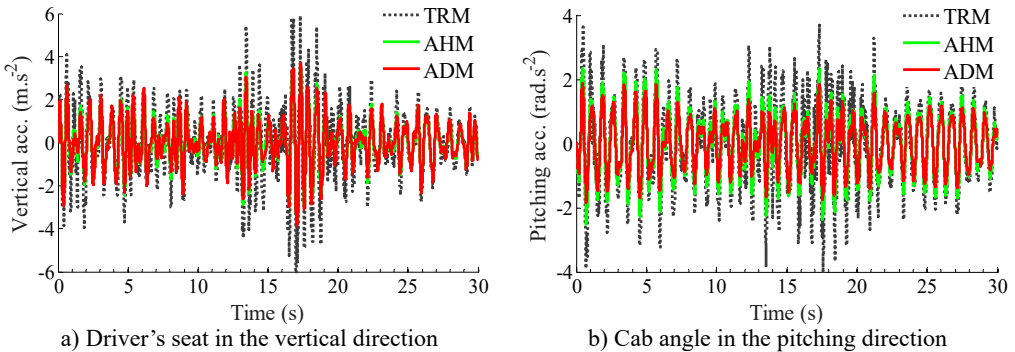 TRM
AHM
ADM
Vertical acc. (m.s⁻²)
6
4
2
0
-2
-4
-6
0 5 10 15 20 25 30
Time (s)
a) Driver's seat in the vertical direction
TRM
AHM
ADM
Pitching acc. (rad.s⁻²)
4
2
0
-2
-4
0 5 10 15 20 25 30
Time (s)
b) Cab angle in the pitching direction